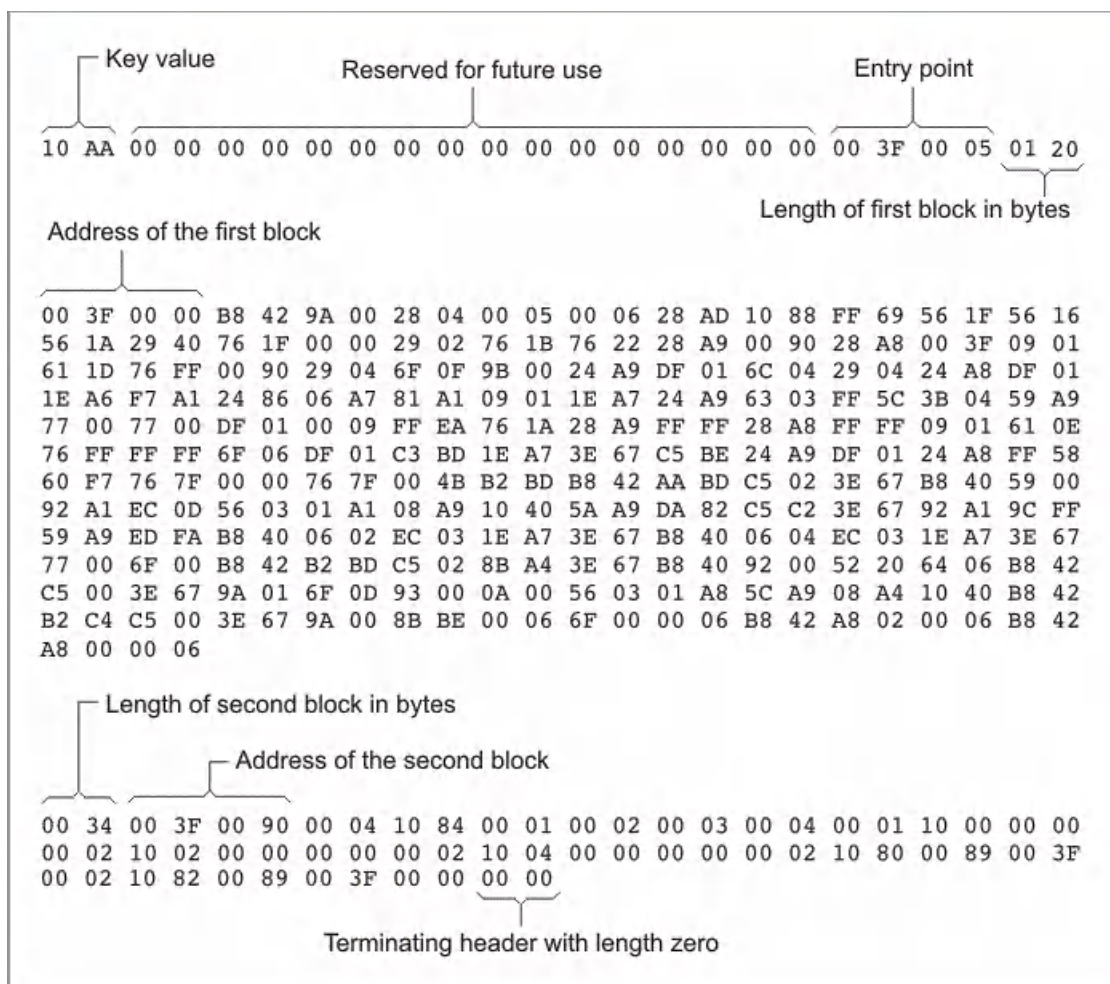 Key value
Reserved for future use
Entry point
10 AA 00 00 00 00 00 00 00 00 00 00 00 00 00 00 00 00 00 3F 00 05 01 20
Length of first block in bytes
Address of the first block
00 3F 00 00 B8 42 9A 00 28 04 00 05 00 06 28 AD 10 88 FF 69 56 1F 56 16
56 1A 29 40 76 1F 00 00 29 02 76 1B 76 22 28 A9 00 90 28 A8 00 3F 09 01
61 1D 76 FF 00 90 29 04 6F 0F 9B 00 24 A9 DF 01 6C 04 29 04 24 A8 DF 01
1E A6 F7 A1 24 86 06 A7 81 A1 09 01 1E A7 24 A9 63 03 FF 5C 3B 04 59 A9
77 00 77 00 DF 01 00 09 FF EA 76 1A 28 A9 FF FF 28 A8 FF FF 09 01 61 0E
76 FF FF FF 6F 06 DF 01 C3 BD 1E A7 3E 67 C5 BE 24 A9 DF 01 24 A8 FF 58
60 F7 76 7F 00 00 76 7F 00 4B B2 BD B8 42 AA BD C5 02 3E 67 B8 40 59 00
92 A1 EC 0D 56 03 01 A1 08 A9 10 40 5A A9 DA 82 C5 C2 3E 67 92 A1 9C FF
59 A9 ED FA B8 40 06 02 EC 03 1E A7 3E 67 B8 40 06 04 EC 03 1E A7 3E 67
77 00 6F 00 B8 42 B2 BD C5 02 8B A4 3E 67 B8 40 92 00 52 20 64 06 B8 42
C5 00 3E 67 9A 01 6F 0D 93 00 0A 00 56 03 01 A8 5C A9 08 A4 10 40 B8 42
B2 C4 C5 00 3E 67 9A 00 8B BE 00 06 6F 00 00 06 B8 42 A8 02 00 06 B8 42
A8 00 00 06
Length of second block in bytes
Address of the second block
00 34 00 3F 00 90 00 04 10 84 00 01 00 02 00 03 00 04 00 01 10 00 00 00
00 02 10 02 00 00 00 00 00 02 10 04 00 00 00 00 00 02 10 80 00 89 00 3F
00 02 10 82 00 89 00 3F 00 00 00 00
Terminating header with length zero